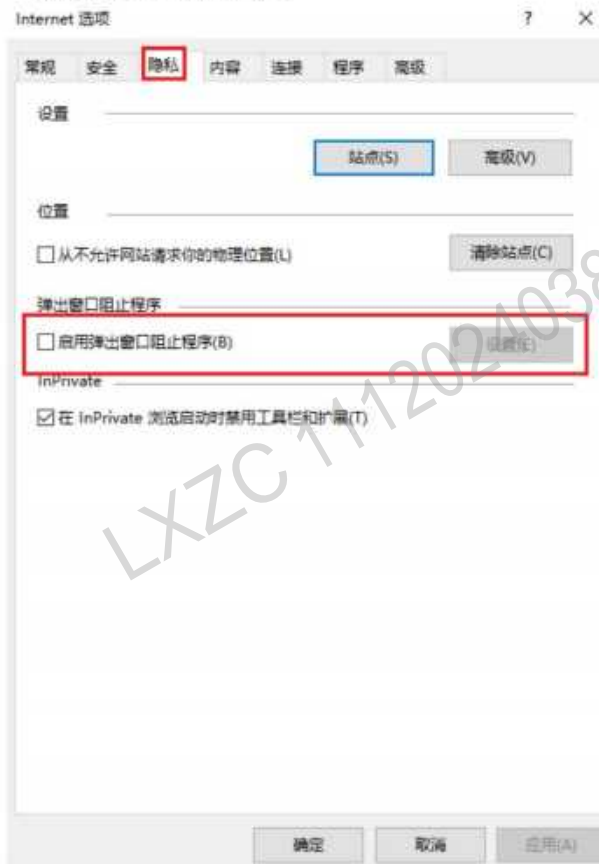 Internet 选项
? ×
常规 安全 隐私 内容 连接 程序 高级
设置
站点(S) 高级(V)
位置
从不允许网站请求你的物理位置(L) 清除站点(C)
弹出窗口阻止程序
启用弹出窗口阻止程序(B) 设置(E)
InPrivate
在 InPrivate 浏览启动时禁用工具栏和扩展(T)
LXZC 1112024038
确定 取消 应用(A)